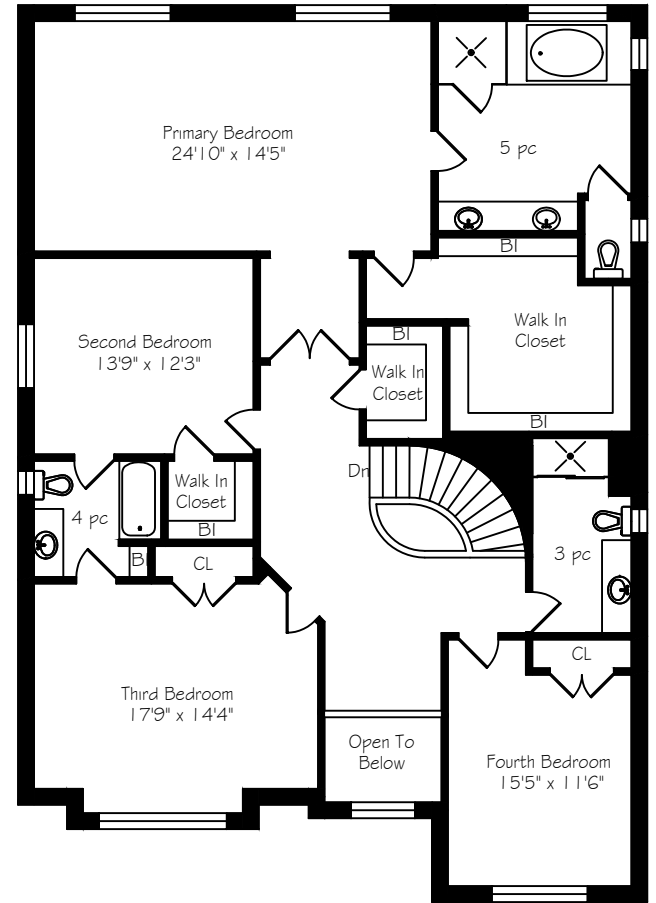 Primary Bedroom
24'10" x 14'5"
5 pc
BI
Second Bedroom
13'9" x 12'3"
BI
Walk In
Closet
Walk In
Closet
BI
Dn
Walk In
Closet
BI
4 pc
BI
CL
3 pc
CL
Third Bedroom
17'9" x 14'4"
Open To
Below
Fourth Bedroom
15'5" x 11'6"